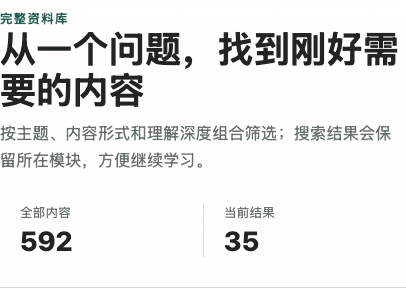 完整资料库
从一个问题，找到刚好需
要的内容
按主题、内容形式和理解深度组合筛选；搜索结果会保
留所在模块，方便继续学习。
全部内容
592
当前结果
35